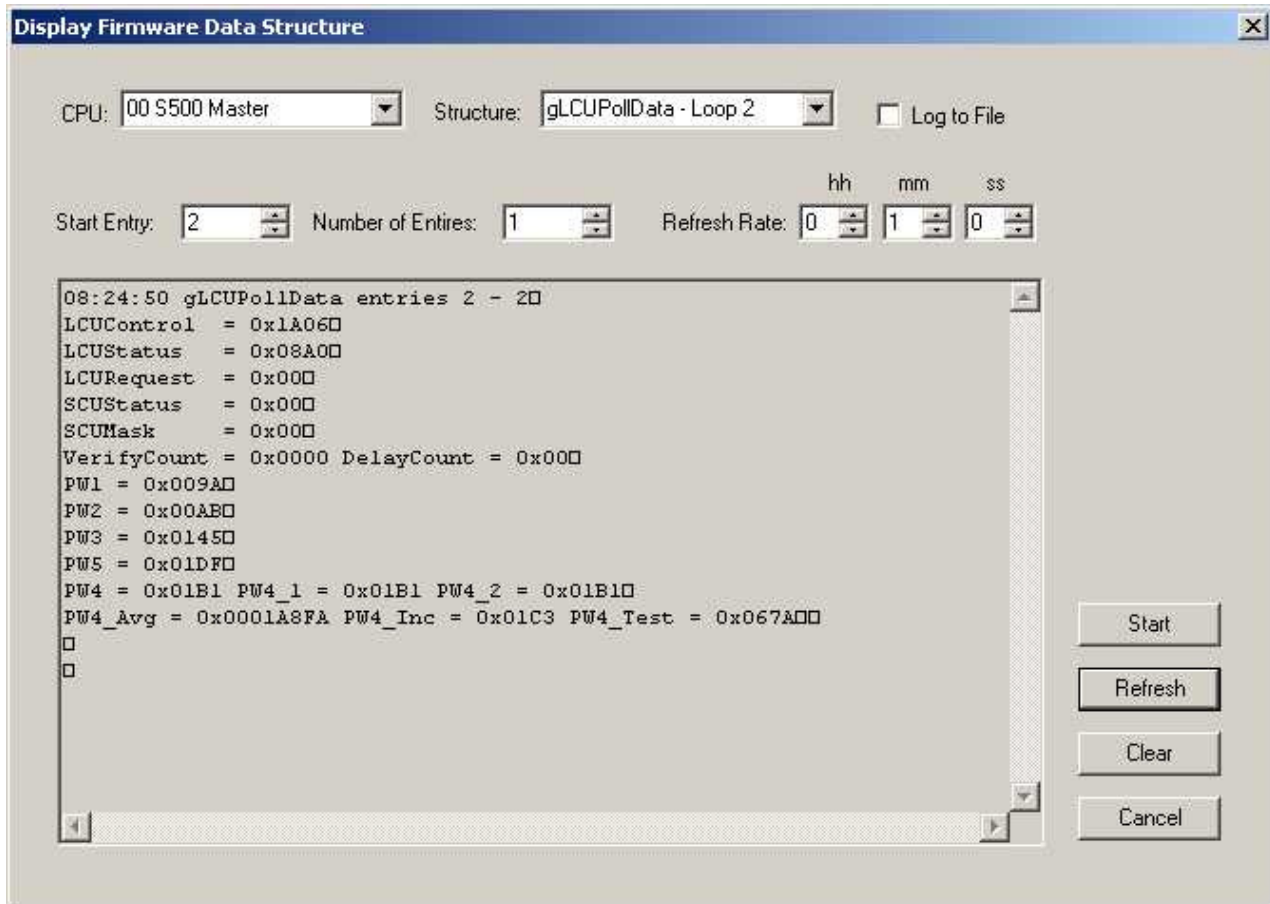 Display Firmware Data Structure
CPU: 00 S500 Master Structure: gLCUPollData - Loop 2 Log to File
hh mm ss
Start Entry: 2 Number of Entires: 1 Refresh Rate: 0 1 0
08:24:50 gLCUPollData entries 2 - 2□
LCUControl = 0x1A06□
LCUStatus = 0x08A0□
LCURequest = 0x00□
SCUStatus = 0x00□
SCUMask = 0x00□
VerifyCount = 0x0000 DelayCount = 0x00□
PW1 = 0x009A□
PW2 = 0x00AB□
PW3 = 0x0145□
PW5 = 0x01DF□
PW4 = 0x01B1 PW4_1 = 0x01B1 PW4_2 = 0x01B1□
PW4_Avg = 0x0001A8FA PW4_Inc = 0x01C3 PW4_Test = 0x067A□□
□
□
Start
Refresh
Clear
Cancel